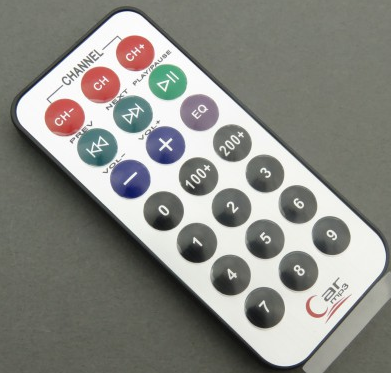 CHANNEL
CH- CH CH+
PREV NEXT PLAY/PAUSE
VOL- VOL+ EQ
0 100+ 200+
1 2 3
4 5 6
7 8 9
Car
mp3